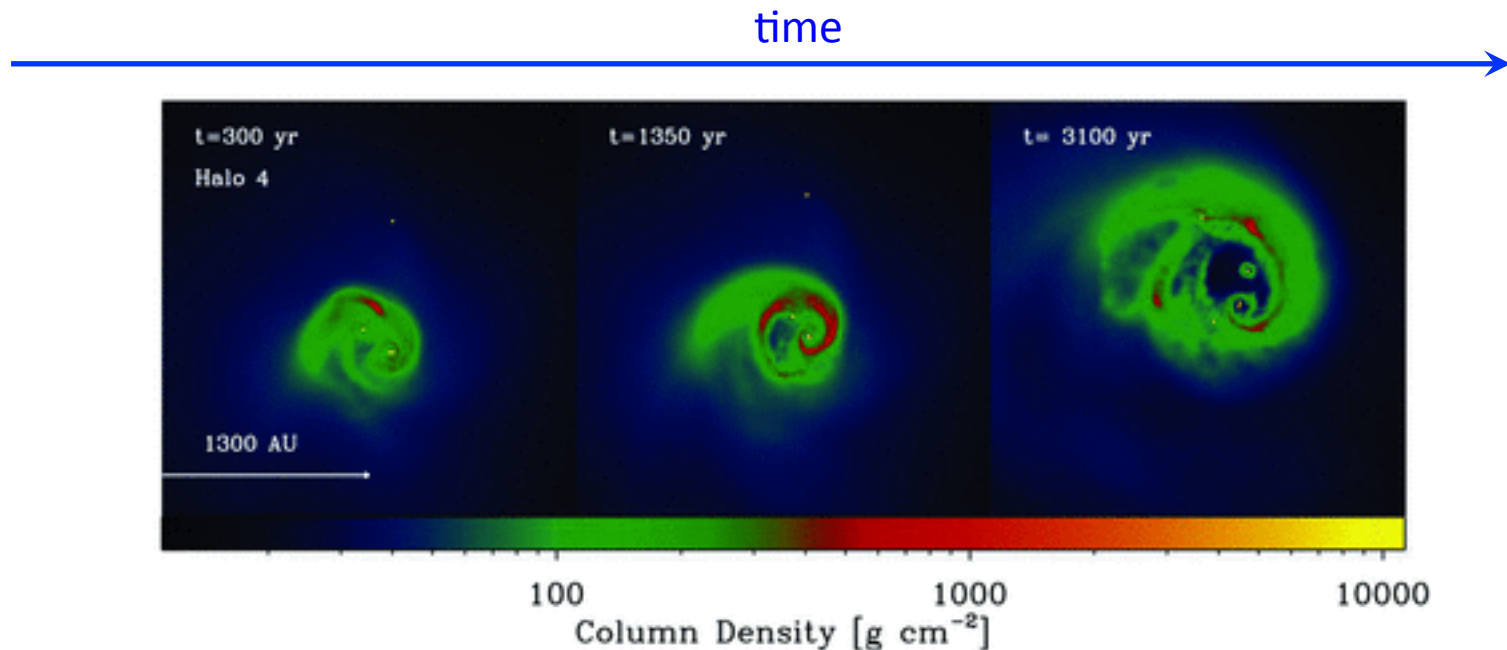 time
t=300 yr
Halo 4
t=1350 yr
t= 3100 yr
1300 AU
100
1000
10000
Column Density [g cm⁻²]